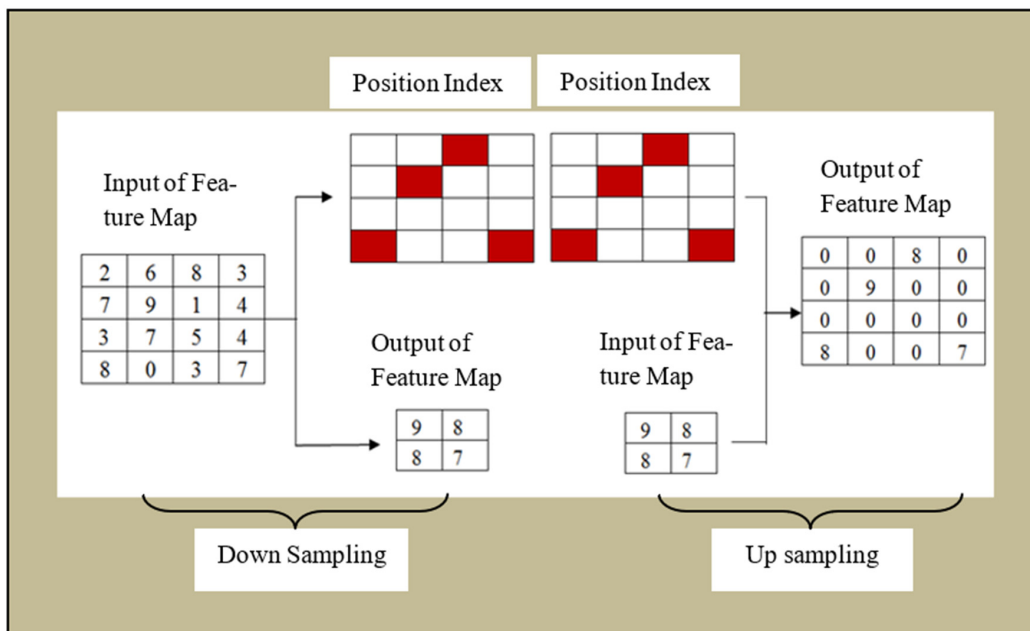 Position Index
Position Index
Input of Fea-
ture Map
2 6 8 3
7 9 1 4
3 7 5 4
8 0 3 7
Output of
Feature Map
9 8
8 7
Input of Fea-
ture Map
9 8
8 7
Output of
Feature Map
0 0 8 0
0 9 0 0
0 0 0 0
8 0 0 7
Down Sampling
Up sampling